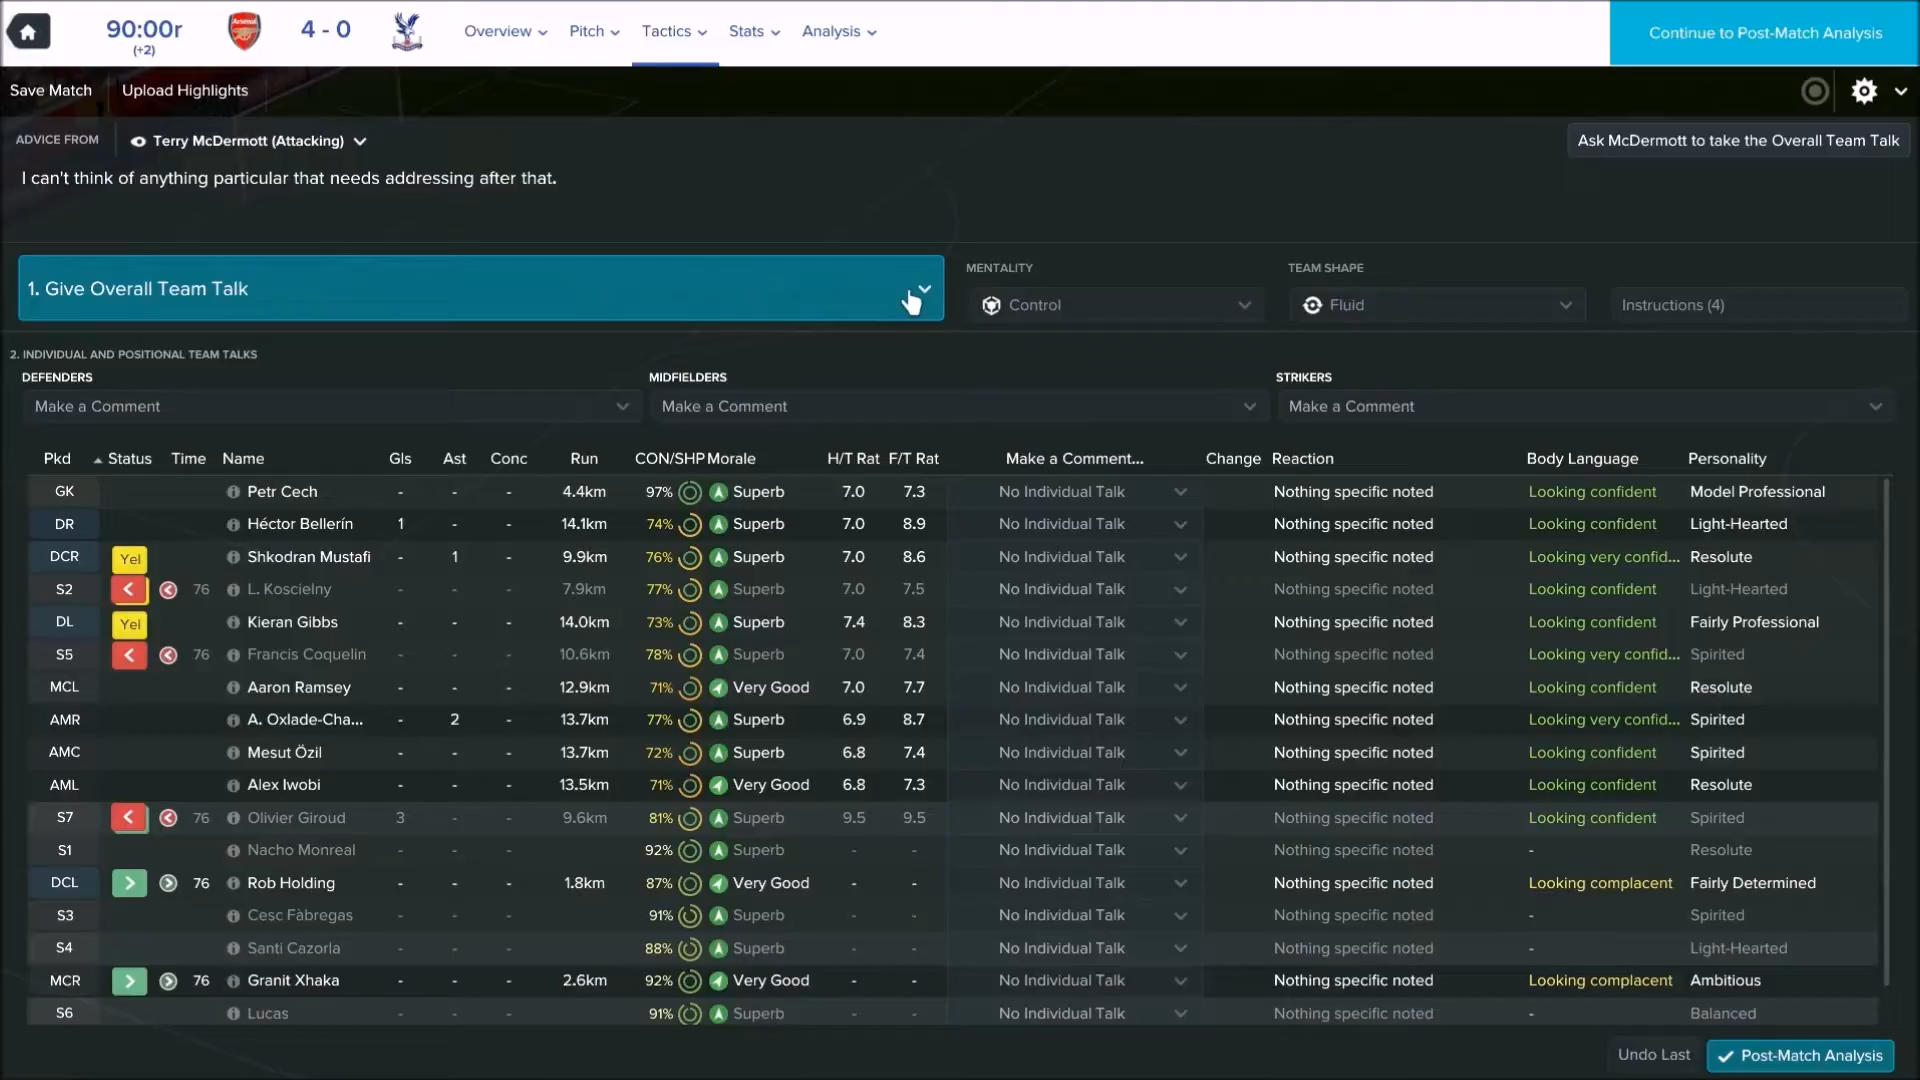 90:00r
(+2)
Arsenal
4 - 0
Overview
Pitch
Tactics
Stats
Analysis
Continue to Post-Match Analysis
Save Match
Upload Highlights
ADVICE FROM
Terry McDermott (Attacking)
Ask McDermott to take the Overall Team Talk
I can't think of anything particular that needs addressing after that.
1. Give Overall Team Talk
MENTALITY
Control
TEAM SHAPE
Fluid
Instructions (4)
2. INDIVIDUAL AND POSITIONAL TEAM TALKS
DEFENDERS MIDFIELDERS STRIKERS
Make a Comment Make a Comment Make a Comment
Pkd Status Time Name Gls Ast Conc Run CON/SHP Morale H/T Rat F/T Rat Make a Comment... Change Reaction Body Language Personality
GK Petr Cech - - - 4.4km 97% Superb 7.0 7.3 No Individual Talk Nothing specific noted Looking confident Model Professional
DR Héctor Bellerín 1 - - 14.1km 74% Superb 7.0 8.9 No Individual Talk Nothing specific noted Looking confident Light-Hearted
DCR Yel Shkodran Mustafi - 1 - 9.9km 76% Superb 7.0 8.6 No Individual Talk Nothing specific noted Looking very confid... Resolute
S2 76 L. Koscielny - - - 7.9km 77% Superb 7.0 7.5 No Individual Talk Nothing specific noted Looking confident Light-Hearted
DL Yel Kieran Gibbs - - - 14.0km 73% Superb 7.4 8.3 No Individual Talk Nothing specific noted Looking confident Fairly Professional
S5 76 Francis Coquelin - - - 10.6km 78% Superb 7.0 7.4 No Individual Talk Nothing specific noted Looking very confid... Spirited
MCL Aaron Ramsey - - - 12.9km 71% Very Good 7.0 7.7 No Individual Talk Nothing specific noted Looking confident Resolute
AMR A. Oxlade-Cha... - 2 - 13.7km 77% Superb 6.9 8.7 No Individual Talk Nothing specific noted Looking very confid... Spirited
AMC Mesut Özil - - - 13.7km 72% Superb 6.8 7.4 No Individual Talk Nothing specific noted Looking confident Spirited
AML Alex Iwobi - - - 13.5km 71% Very Good 6.8 7.3 No Individual Talk Nothing specific noted Looking confident Resolute
S7 76 Olivier Giroud 3 - - 9.6km 81% Superb 9.5 9.5 No Individual Talk Nothing specific noted Looking confident Spirited
S1 Nacho Monreal - - - 92% Superb - - No Individual Talk Nothing specific noted - Resolute
DCL 76 Rob Holding - - - 1.8km 87% Very Good - - No Individual Talk Nothing specific noted Looking complacent Fairly Determined
S3 Cesc Fàbregas - - - 91% Superb - - No Individual Talk Nothing specific noted - Spirited
S4 Santi Cazorla - - - 88% Superb - - No Individual Talk Nothing specific noted - Light-Hearted
MCR 76 Granit Xhaka - - - 2.6km 92% Very Good - - No Individual Talk Nothing specific noted Looking complacent Ambitious
S6 Lucas - - - 91% Superb - - No Individual Talk Nothing specific noted - Balanced
Undo Last
Post-Match Analysis